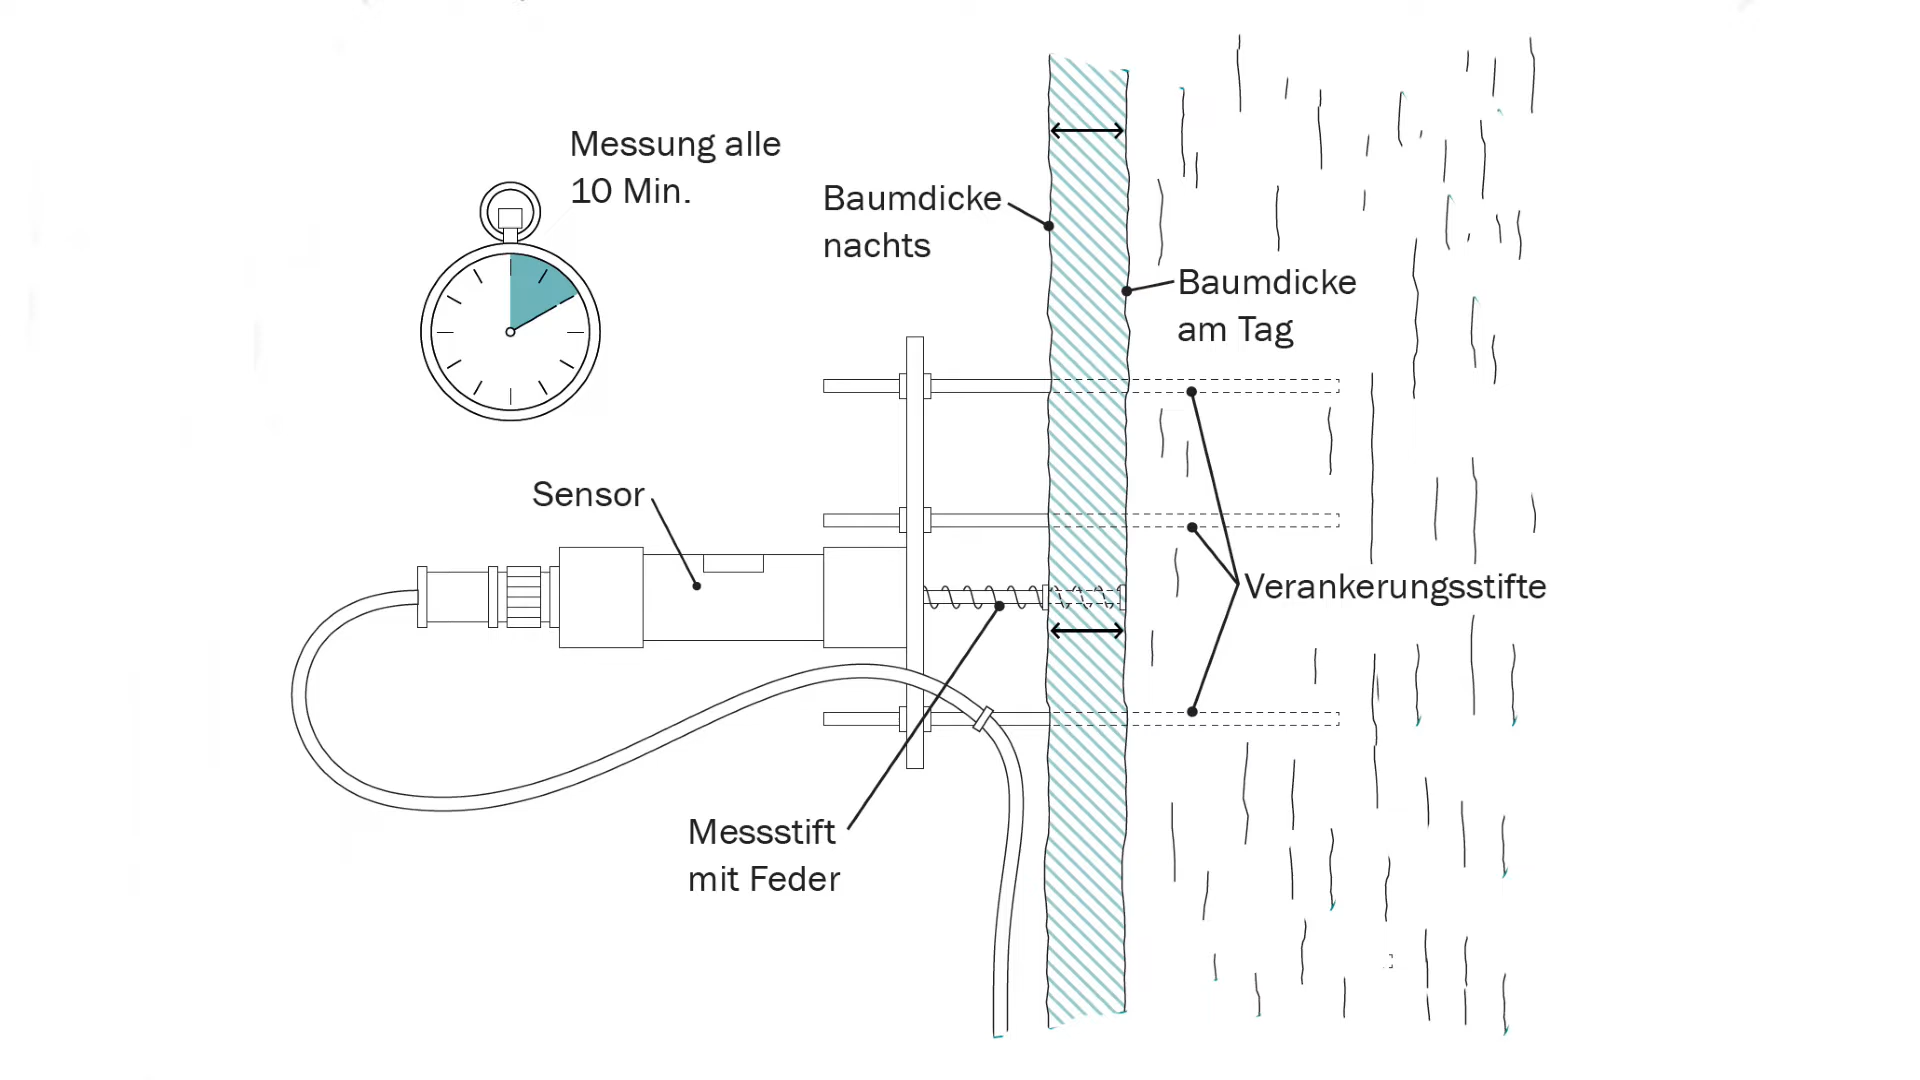 Messung alle
10 Min.
Baumdicke
nachts
Baumdicke
am Tag
Sensor
Verankerungsstifte
Messstift
mit Feder